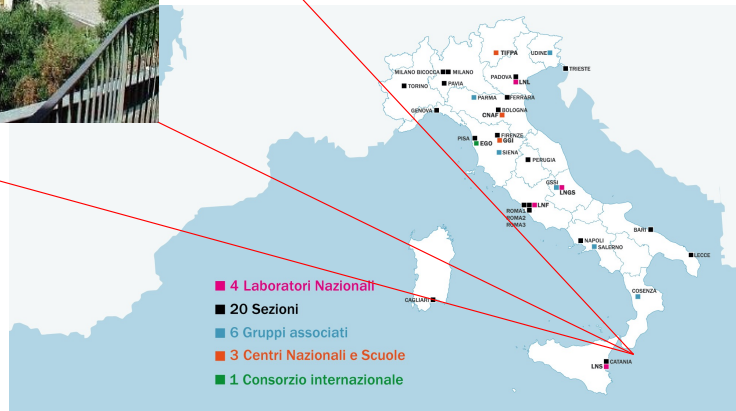 TIFPA
UDINE
TRIESTE
MILANO BICOCCA MILANO
PADOVA
LNL
TORINO
PAVIA
PARMA
FERRARA
GENOVA
BOLOGNA
CNAF
PISA
EGO
FIRENZE
GGI
SIENA
PERUGIA
GSSI
LNGS
LNF
ROMA1
ROMA2
ROMA3
BARI
NAPOLI
SALERNO
LECCE
COSENZA
CAGLIARI
CATANIA
LNS
4 Laboratori Nazionali
20 Sezioni
6 Gruppi associati
3 Centri Nazionali e Scuole
1 Consorzio internazionale